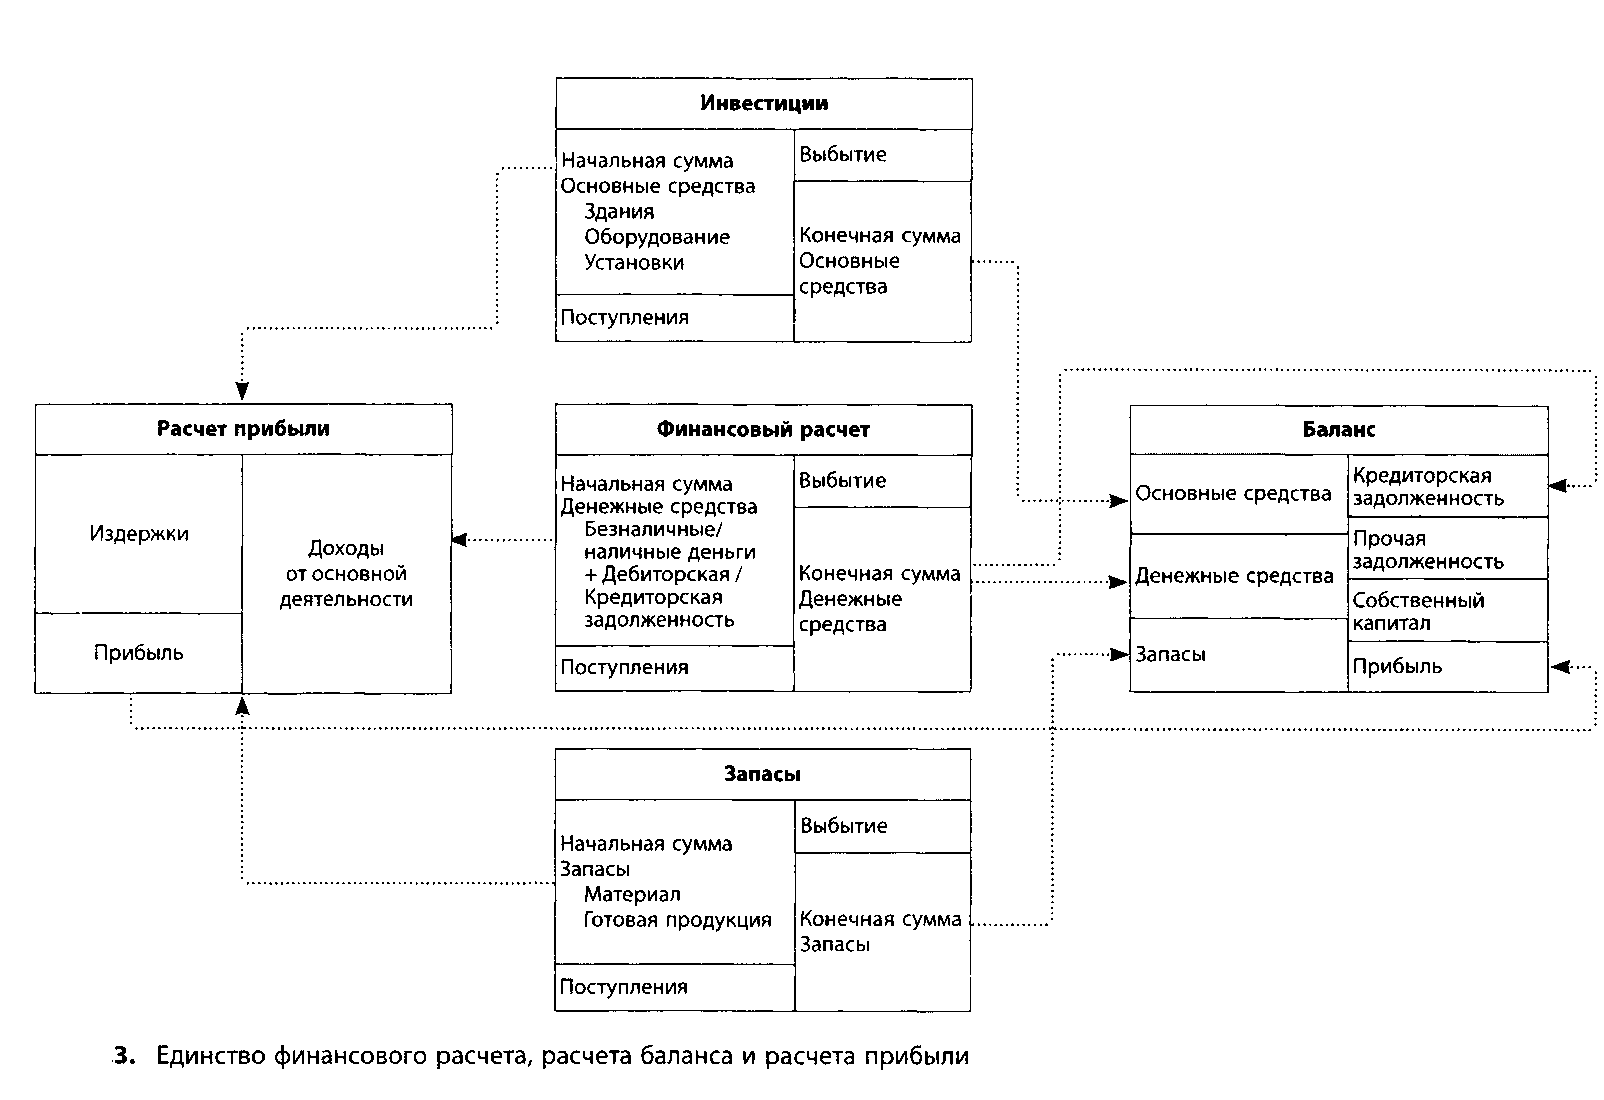 Инвестиции
Начальная сумма
Основные средства
Здания
Оборудование
Установки
Поступления
Выбытие
Конечная сумма
Основные
средства
Расчет прибыли
Издержки
Прибыль
Доходы
от основной
деятельности
Финансовый расчет
Начальная сумма
Денежные средства
Безналичные/
наличные деньги
+ Дебиторская /
Кредиторская
задолженность
Поступления
Выбытие
Конечная сумма
Денежные
средства
Баланс
Основные средства
Денежные средства
Запасы
Кредиторская
задолженность
Прочая
задолженность
Собственный
капитал
Прибыль
Запасы
Начальная сумма
Запасы
Материал
Готовая продукция
Поступления
Выбытие
Конечная сумма
Запасы
3. Единство финансового расчета, расчета баланса и расчета прибыли